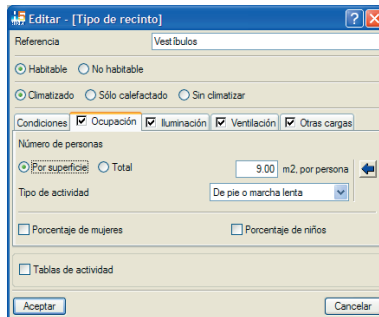 Editar - [Tipo de recinto]
Referencia Vestíbulos
Habitable No habitable
Climatizado Sólo calefactado Sin climatizar
Condiciones Ocupación Iluminación Ventilación Otras cargas
Número de personas
Por superficie Total 9.00 m2, por persona
Tipo de actividad De pie o marcha lenta
Porcentaje de mujeres Porcentaje de niños
Tablas de actividad
Aceptar Cancelar